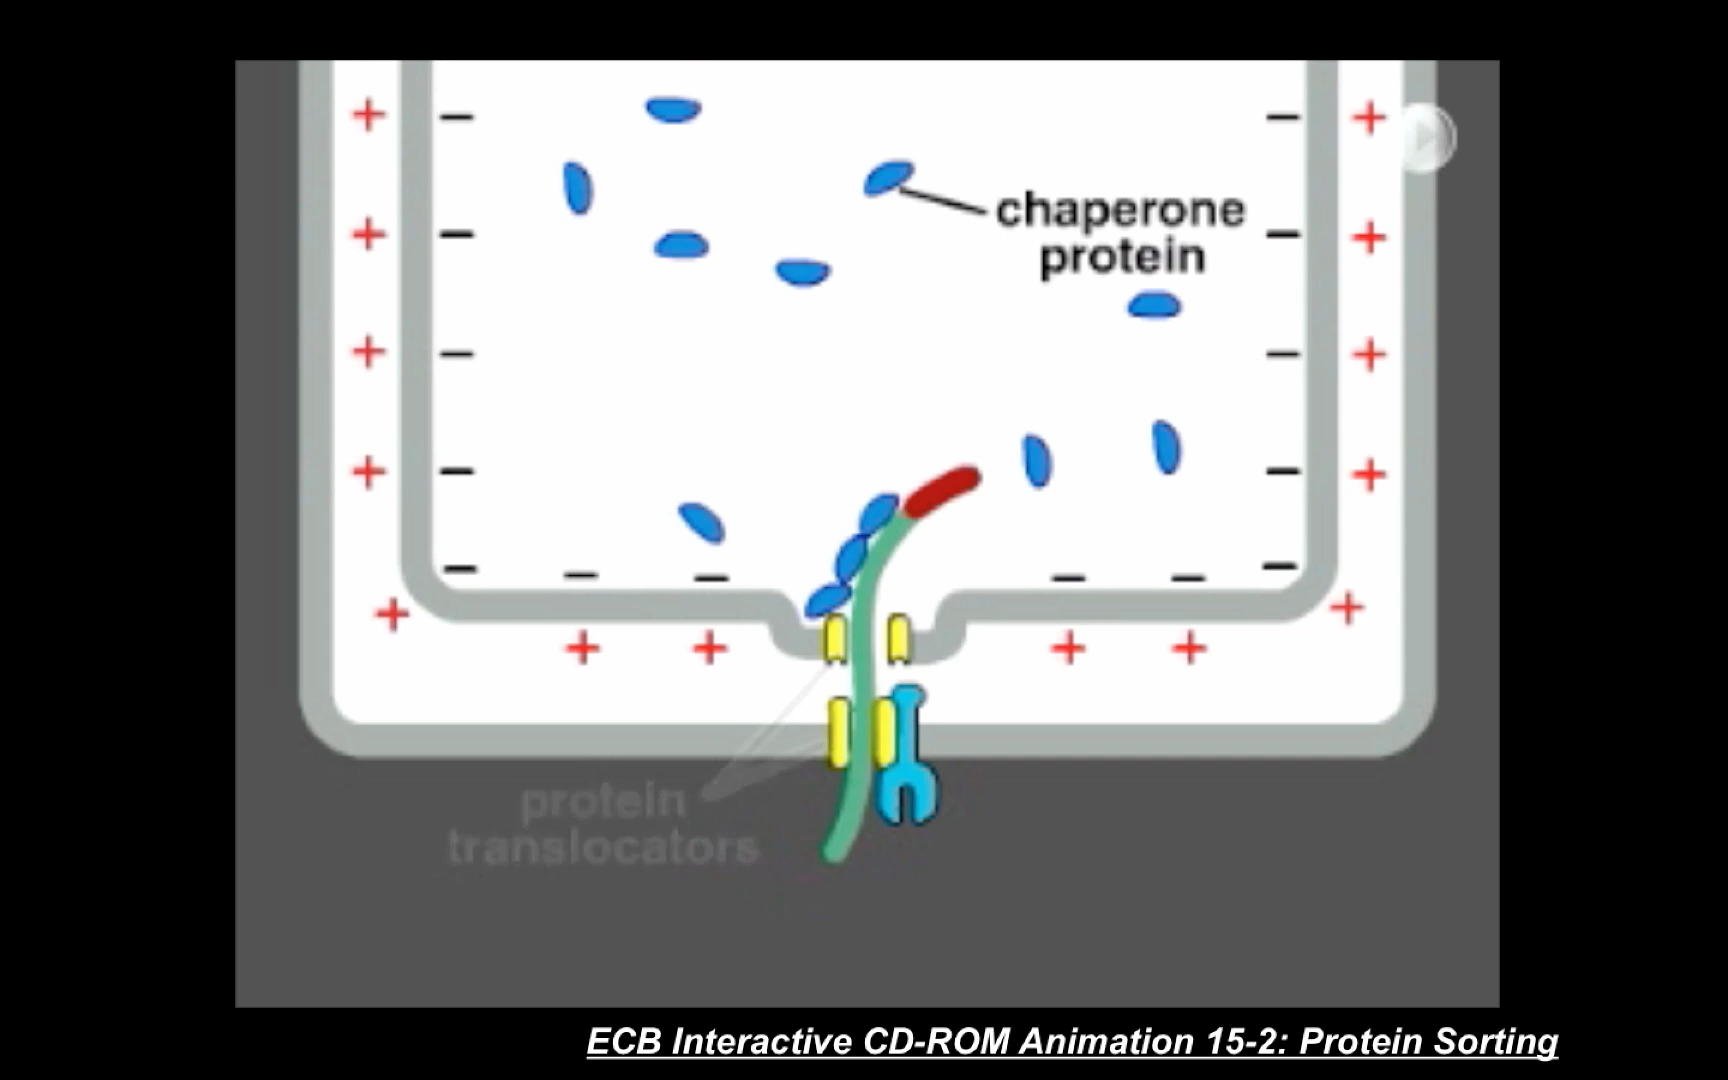 chaperone
protein
protein
translocators
ECB Interactive CD-ROM Animation 15-2: Protein Sorting